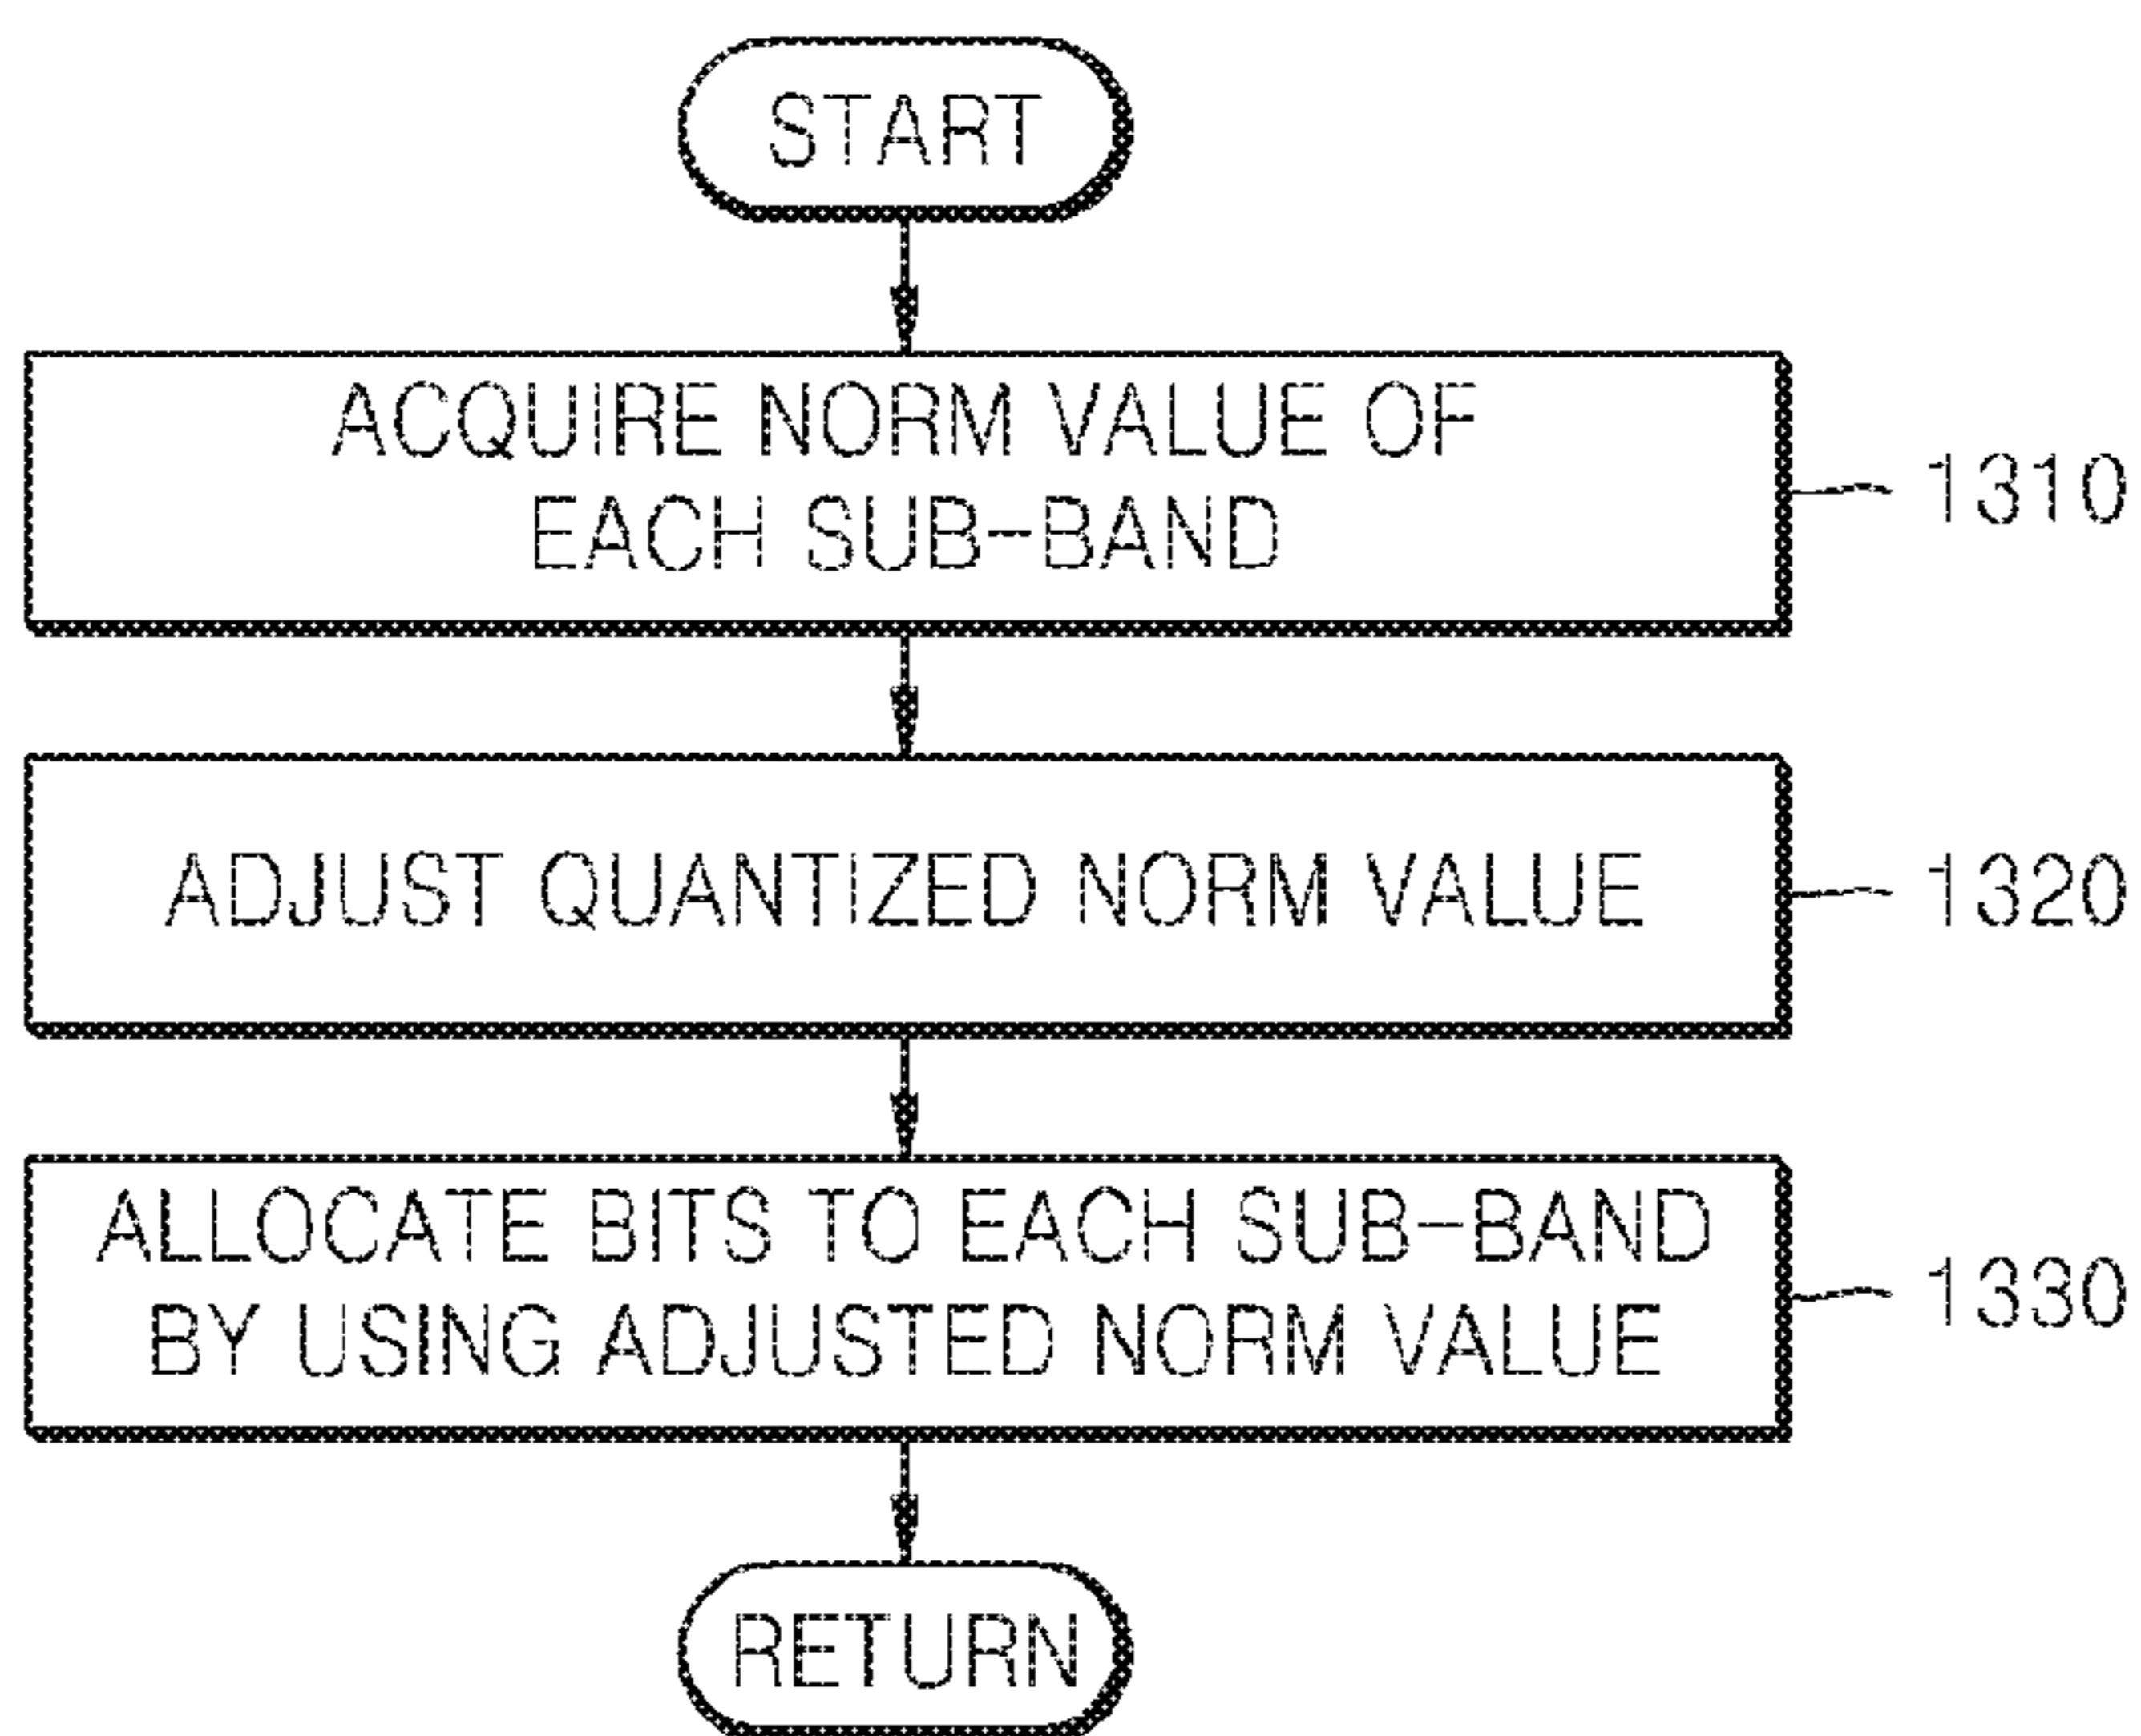 START
ACQUIRE NORM VALUE OF
EACH SUB-BAND
1310
ADJUST QUANTIZED NORM VALUE
1320
ALLOCATE BITS TO EACH SUB-BAND
BY USING ADJUSTED NORM VALUE
1330
RETURN